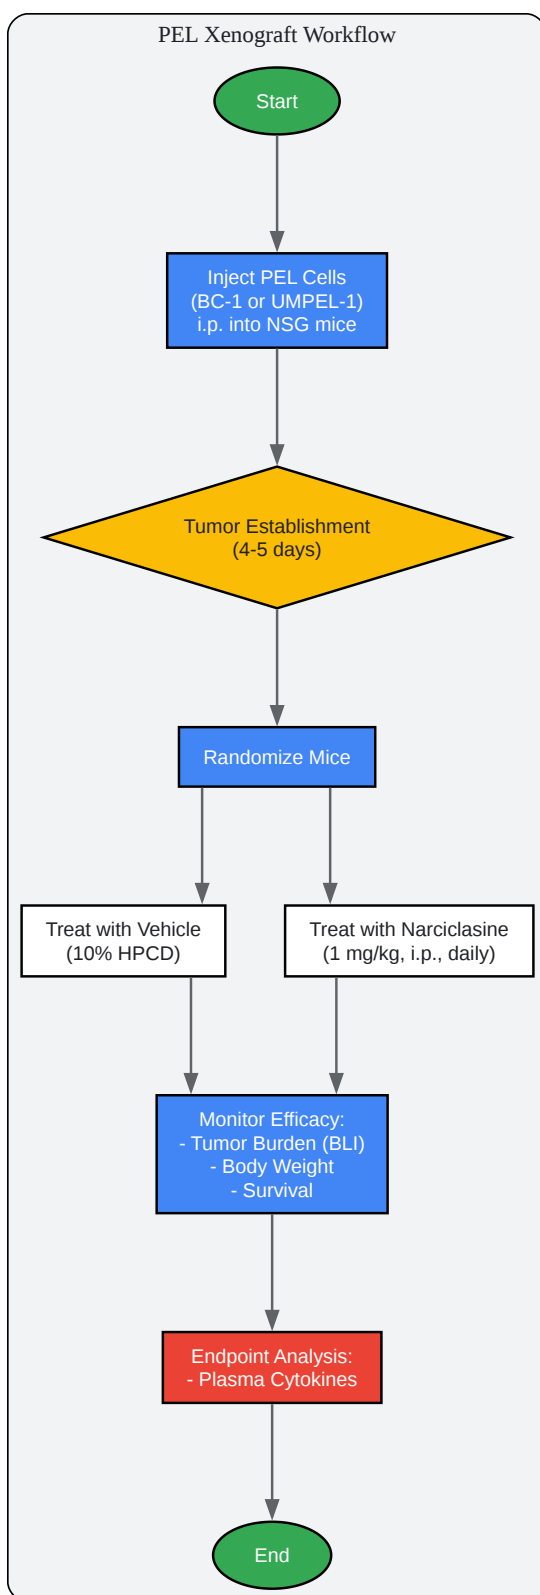 PEL Xenograft Workflow
Start
Inject PEL Cells
(BC-1 or UMPEL-1)
i.p. into NSG mice
Tumor Establishment
(4-5 days)
Randomize Mice
Treat with Vehicle
(10% HPCD)
Treat with Narciclasine
(1 mg/kg, i.p., daily)
Monitor Efficacy:
- Tumor Burden (BLI)
- Body Weight
- Survival
Endpoint Analysis:
- Plasma Cytokines
End